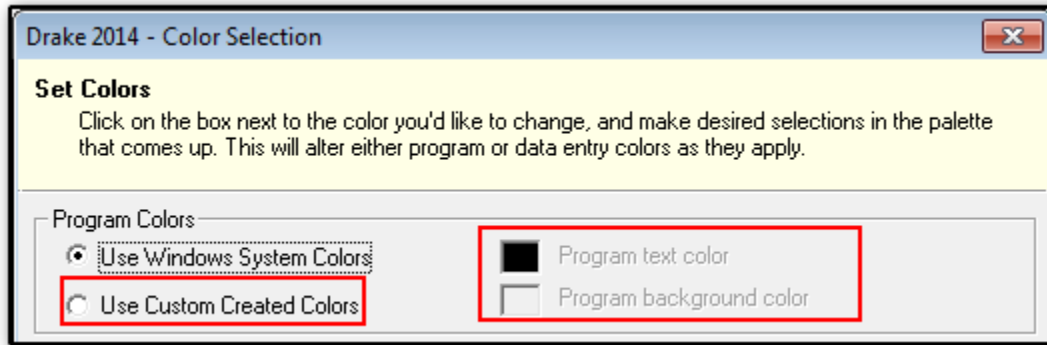 Drake 2014 - Color Selection
Set Colors
Click on the box next to the color you'd like to change, and make desired selections in the palette
that comes up. This will alter either program or data entry colors as they apply.
Program Colors
Use Windows System Colors
Program text color
Use Custom Created Colors
Program background color